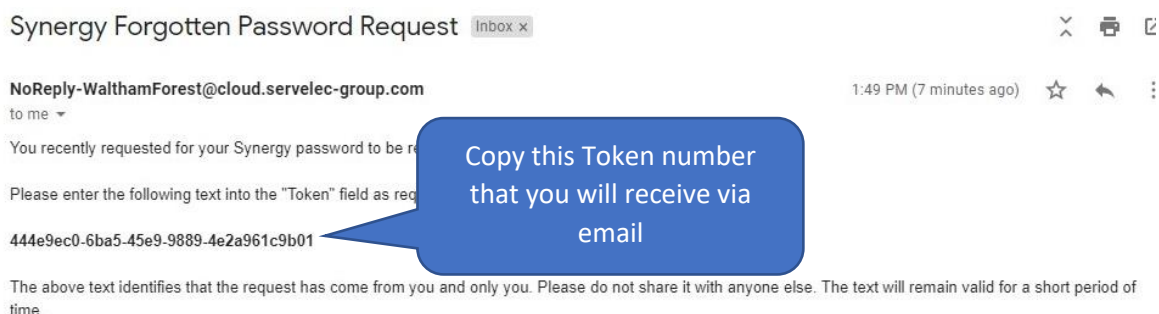 Synergy Forgotten Password Request Inbox x
NoReply-WalthamForest@cloud.servelec-group.com 1:49 PM (7 minutes ago)
to me
You recently requested for your Synergy password to be
Please enter the following text into the "Token" field as
444e9ec0-6ba5-45e9-9889-4e2a961c9b01
Copy this Token number
that you will receive via
email
The above text identifies that the request has come from you and only you. Please do not share it with anyone else. The text will remain valid for a short period of
time